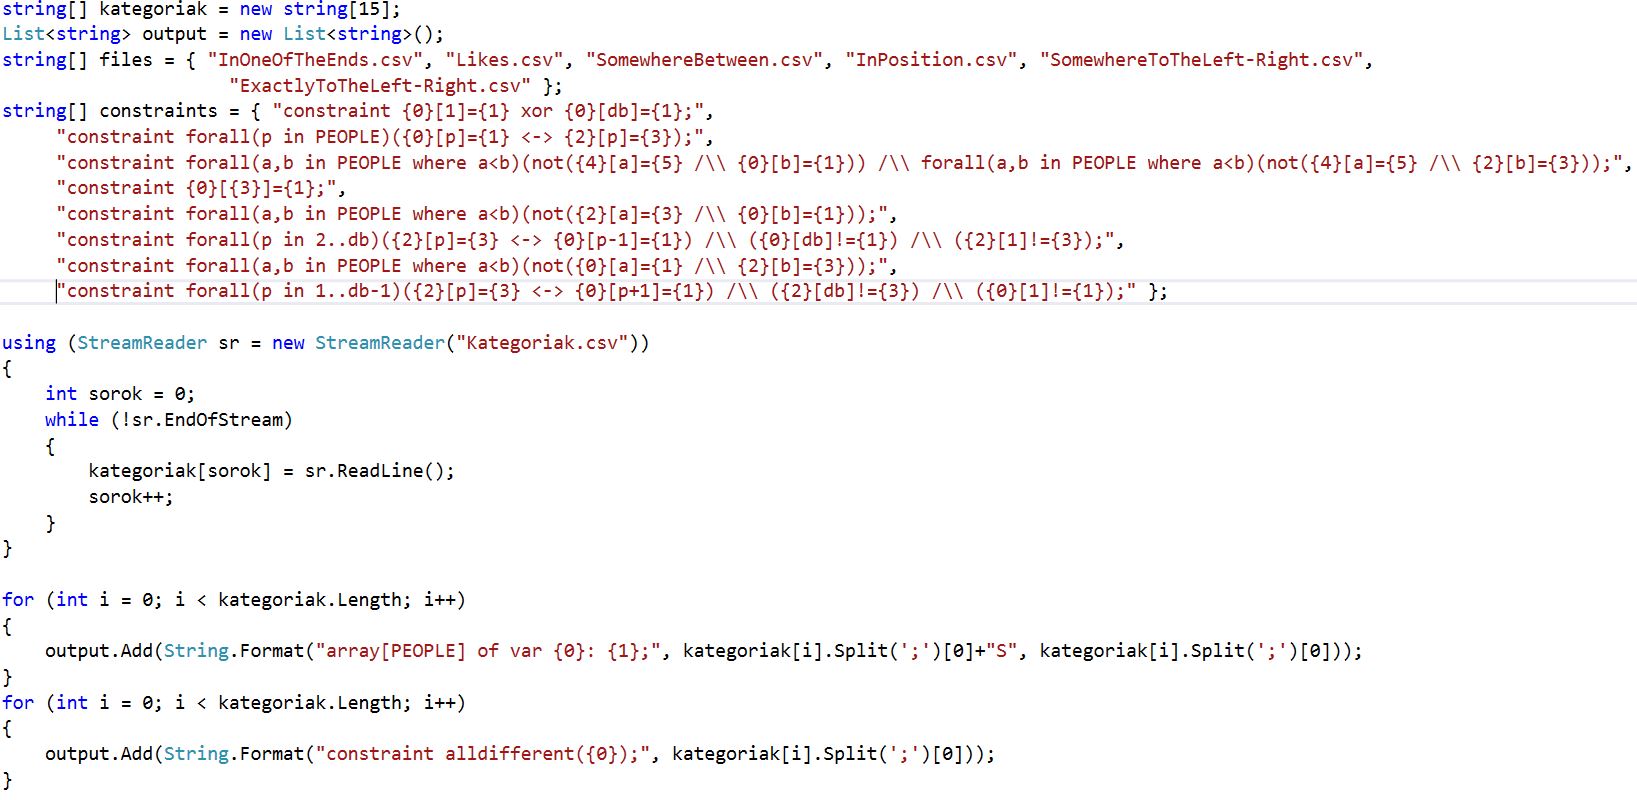 string[] kategoriak = new string[15];
List<string> output = new List<string>();
string[] files = { "InOneOfTheEnds.csv", "Likes.csv", "SomewhereBetween.csv", "InPosition.csv", "SomewhereToTheLeft-Right.csv",
"ExactlyToTheLeft-Right.csv" };
string[] constraints = { "constraint {0}[1]={1} xor {0}[db]={1};",
"constraint forall(p in PEOPLE)({0}[p]={1} <-> {2}[p]={3});",
"constraint forall(a,b in PEOPLE where a<b)(not({4}[a]={5} /\\ {0}[b]={1})) /\\ forall(a,b in PEOPLE where a<b)(not({4}[a]={5} /\\ {2}[b]={3}));",
"constraint {0}[{3}]={1};",
"constraint forall(a,b in PEOPLE where a<b)(not({2}[a]={3} /\\ {0}[b]={1}));",
"constraint forall(p in 2..db)({2}[p]={3} <-> {0}[p-1]={1}) /\\ ({0}[db]!={1}) /\\ ({2}[1]!={3});",
"constraint forall(a,b in PEOPLE where a<b)(not({0}[a]={1} /\\ {2}[b]={3}));",
"constraint forall(p in 1..db-1)({2}[p]={3} <-> {0}[p+1]={1}) /\\ ({2}[db]!={3}) /\\ ({0}[1]!={1});" };
using (StreamReader sr = new StreamReader("Kategoriak.csv"))
{
int sorok = 0;
while (!sr.EndOfStream)
{
kategoriak[sorok] = sr.ReadLine();
sorok++;
}
}
for (int i = 0; i < kategoriak.Length; i++)
{
output.Add(String.Format("array[PEOPLE] of var {0}: {1};", kategoriak[i].Split(';')[0]+"S", kategoriak[i].Split(';')[0]));
}
for (int i = 0; i < kategoriak.Length; i++)
{
output.Add(String.Format("constraint alldifferent({0});", kategoriak[i].Split(';')[0]));
}